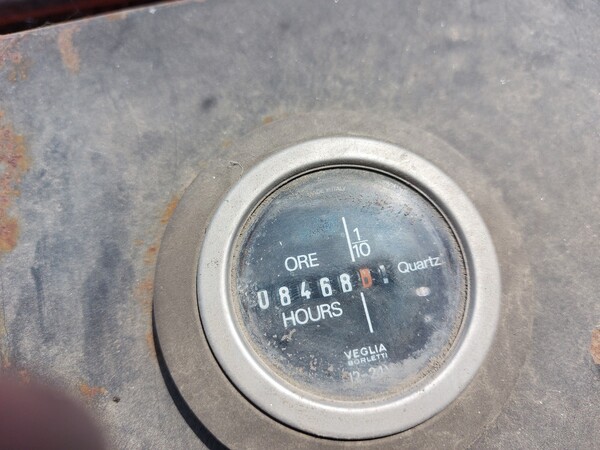 1
10
ORE
08468
Quartz
HOURS
VEGLIA
BORLETTI